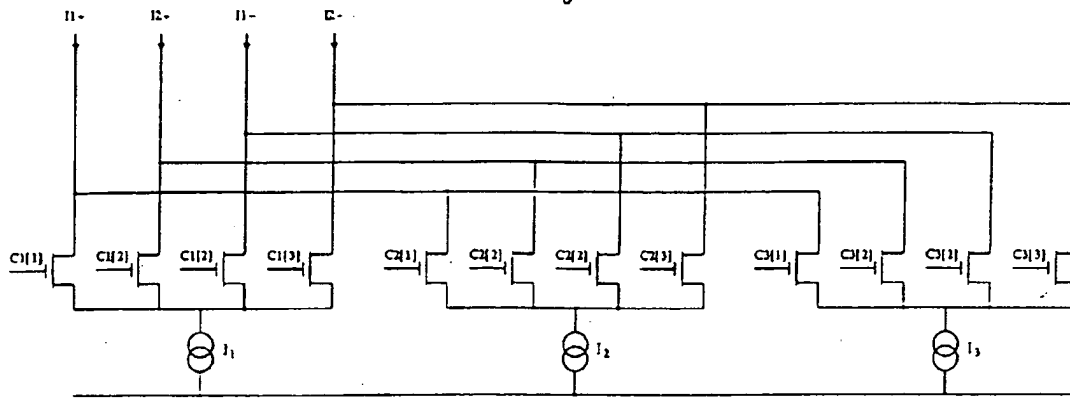 I1+ I2+ I1- I2-
C1[1] C1[2] C1[2] C1[3] C2[1] C2[2] C2[2] C2[3] C3[1] C3[2] C3[2] C3[3]
I1 I2 I3